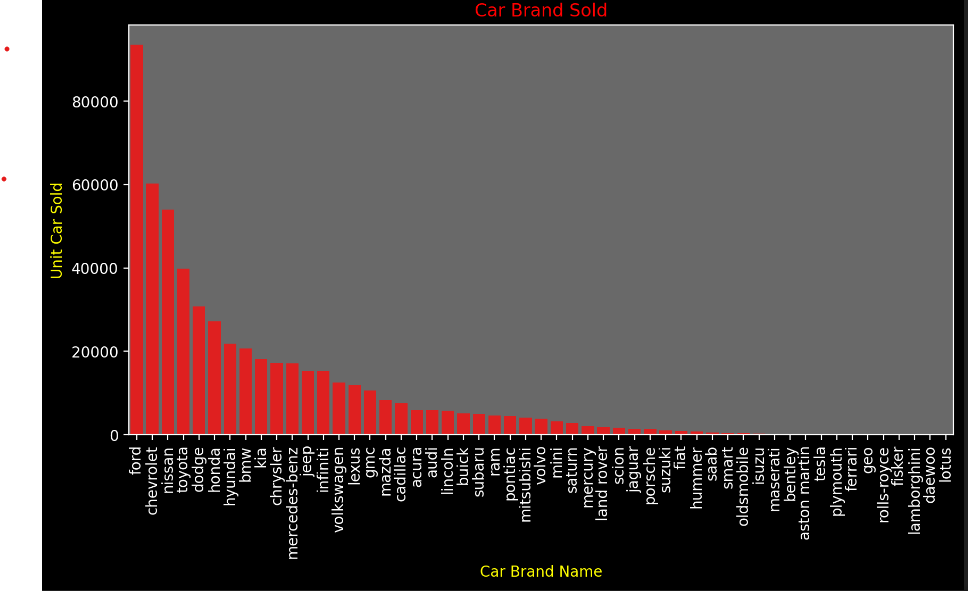 Car Brand Sold
Unit Car Sold
80000
60000
40000
20000
0
ford
chevrolet
nissan
toyota
dodge
honda
hyundai
bmw
kia
chrysler
mercedes-benz
jeep
infiniti
volkswagen
lexus
gmc
mazda
cadillac
acura
audi
lincoln
buick
subaru
ram
pontiac
mitsubishi
volvo
mini
saturn
mercury
land rover
scion
jaguar
porsche
suzuki
fiat
hummer
saab
smart
oldsmobile
isuzu
maserati
bentley
aston martin
tesla
plymouth
ferrari
geo
rolls-royce
fisker
lamborghini
daewoo
lotus
Car Brand Name